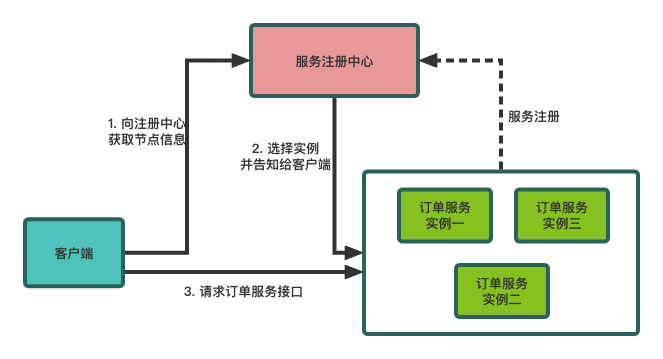 服务注册中心
1. 向注册中心
获取节点信息
2. 选择实例
并告知给客户端
服务注册
订单服务
实例一
订单服务
实例三
订单服务
实例二
客户端
3. 请求订单服务接口